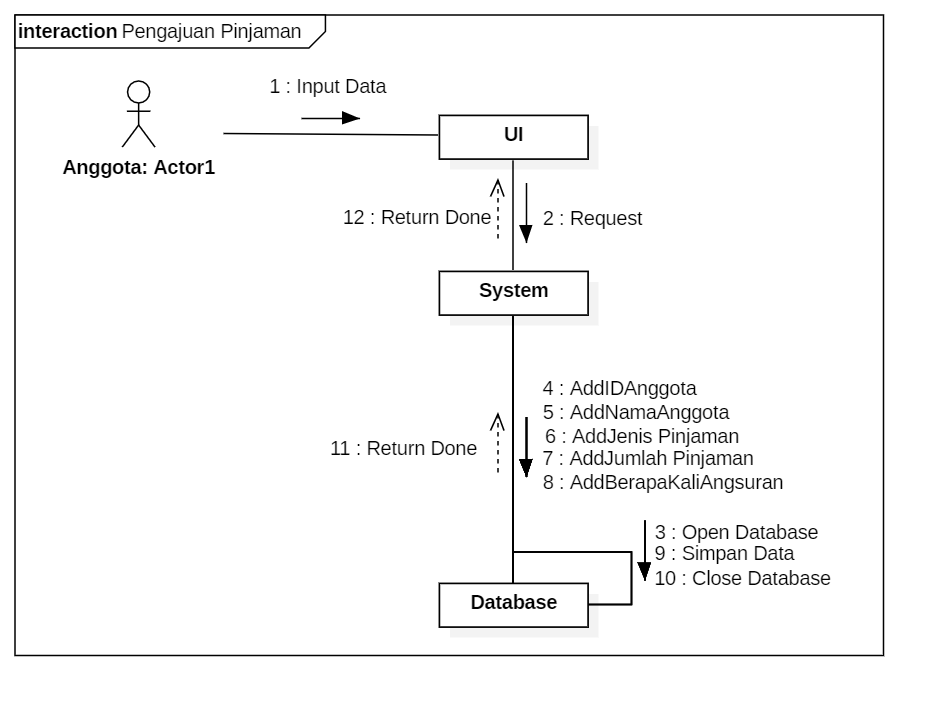 interaction Pengajuan Pinjaman
1 : Input Data
UI
Anggota: Actor1
12 : Return Done
2 : Request
System
4 : AddIDAnggota
5 : AddNamaAnggota
6 : AddJenis Pinjaman
11 : Return Done
7 : AddJumlah Pinjaman
8 : AddBerapaKaliAngsuran
3 : Open Database
9 : Simpan Data
10 : Close Database
Database